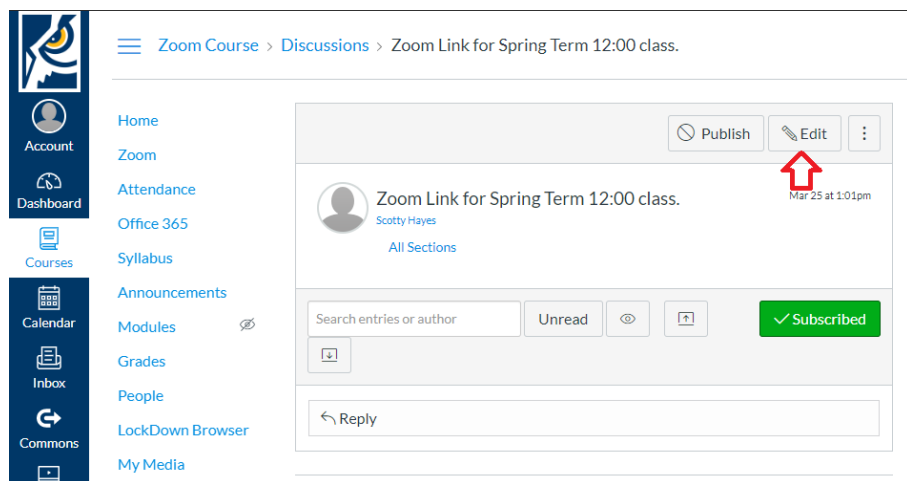 Zoom Course > Discussions > Zoom Link for Spring Term 12:00 class.
Account
Dashboard
Courses
Calendar
Inbox
Commons
Home
Zoom
Attendance
Office 365
Syllabus
Announcements
Modules
Grades
People
LockDown Browser
My Media
Publish
Edit
Zoom Link for Spring Term 12:00 class.
Mar 25 at 1:01pm
Scotty Hayes
All Sections
Search entries or author
Unread
Subscribed
Reply